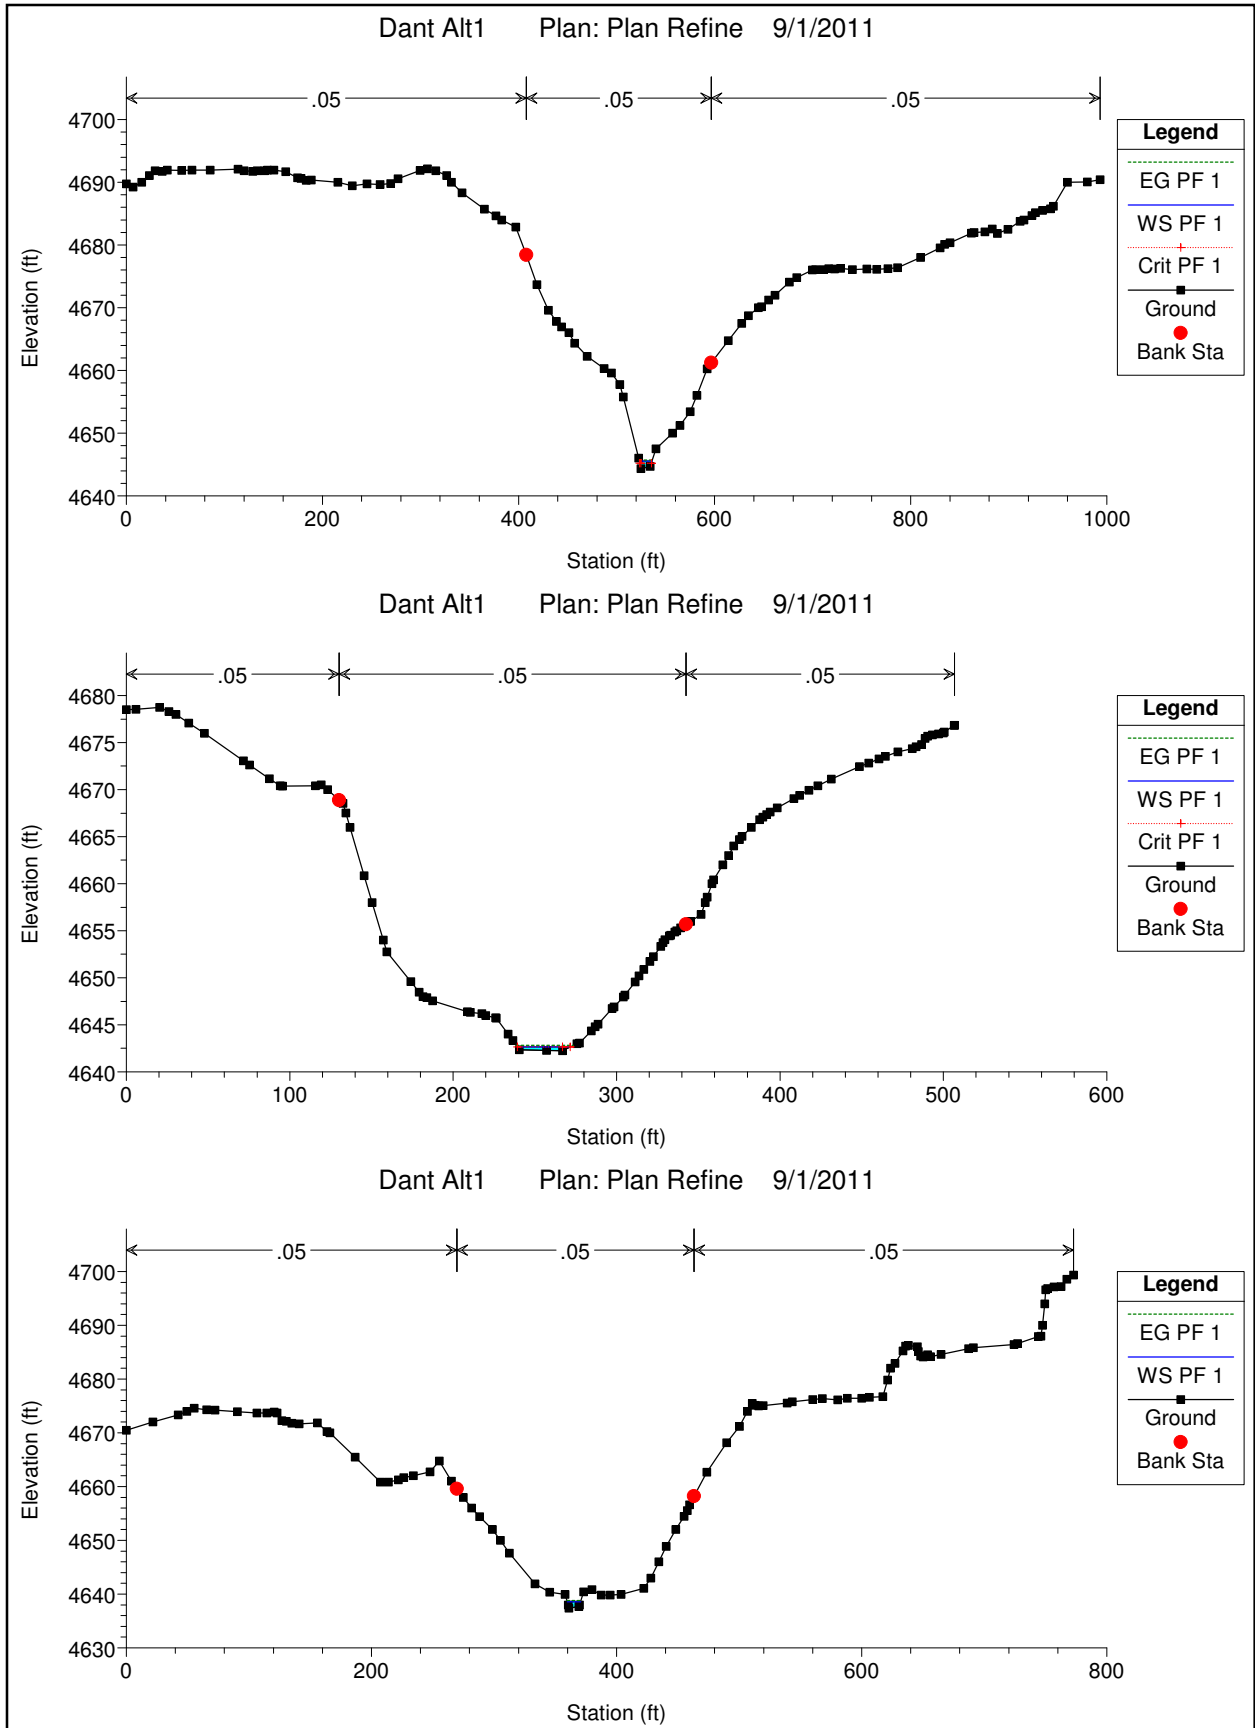 Dant Alt1 Plan: Plan Refine 9/1/2011
.05 .05 .05
4700
4690
4680
4670
4660
4650
4640
Elevation (ft)
0 200 400 600 800 1000
Station (ft)
Legend
EG PF 1
WS PF 1
Crit PF 1
Ground
Bank Sta
Dant Alt1 Plan: Plan Refine 9/1/2011
.05 .05 .05
4680
4675
4670
4665
4660
4655
4650
4645
4640
Elevation (ft)
0 100 200 300 400 500 600
Station (ft)
Legend
EG PF 1
WS PF 1
Crit PF 1
Ground
Bank Sta
Dant Alt1 Plan: Plan Refine 9/1/2011
.05 .05 .05
4700
4690
4680
4670
4660
4650
4640
4630
Elevation (ft)
0 200 400 600 800
Station (ft)
Legend
EG PF 1
WS PF 1
Ground
Bank Sta